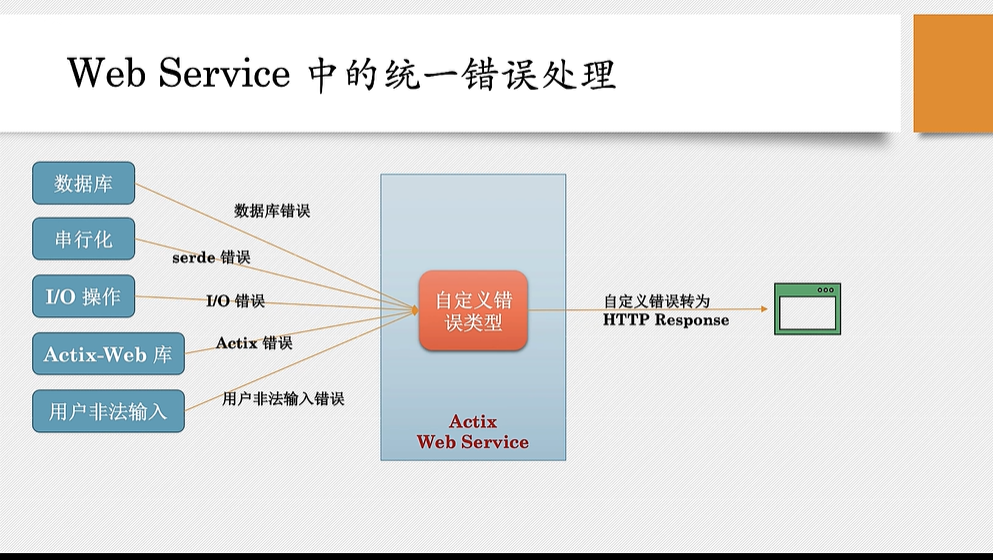 Web Service 中的统一错误处理
数据库
串行化
I/O 操作
Actix-Web 库
用户非法输入
数据库错误
serde 错误
I/O 错误
Actix 错误
用户非法输入错误
自定义错
误类型
Actix
Web Service
自定义错误转为
HTTP Response